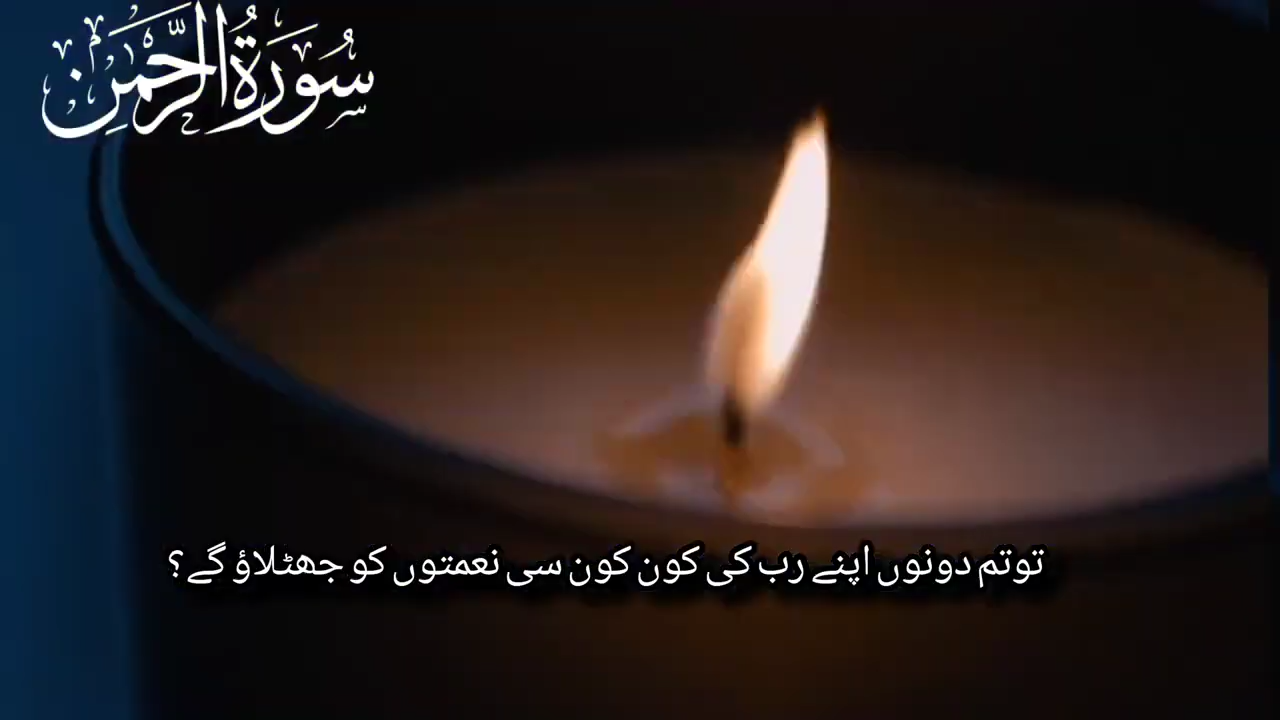 سُورَةُ الرَّحْمٰنِ
توتم دونوں اپنے رب کی کون کون سی نعمتوں کو جھٹلاؤ گے؟